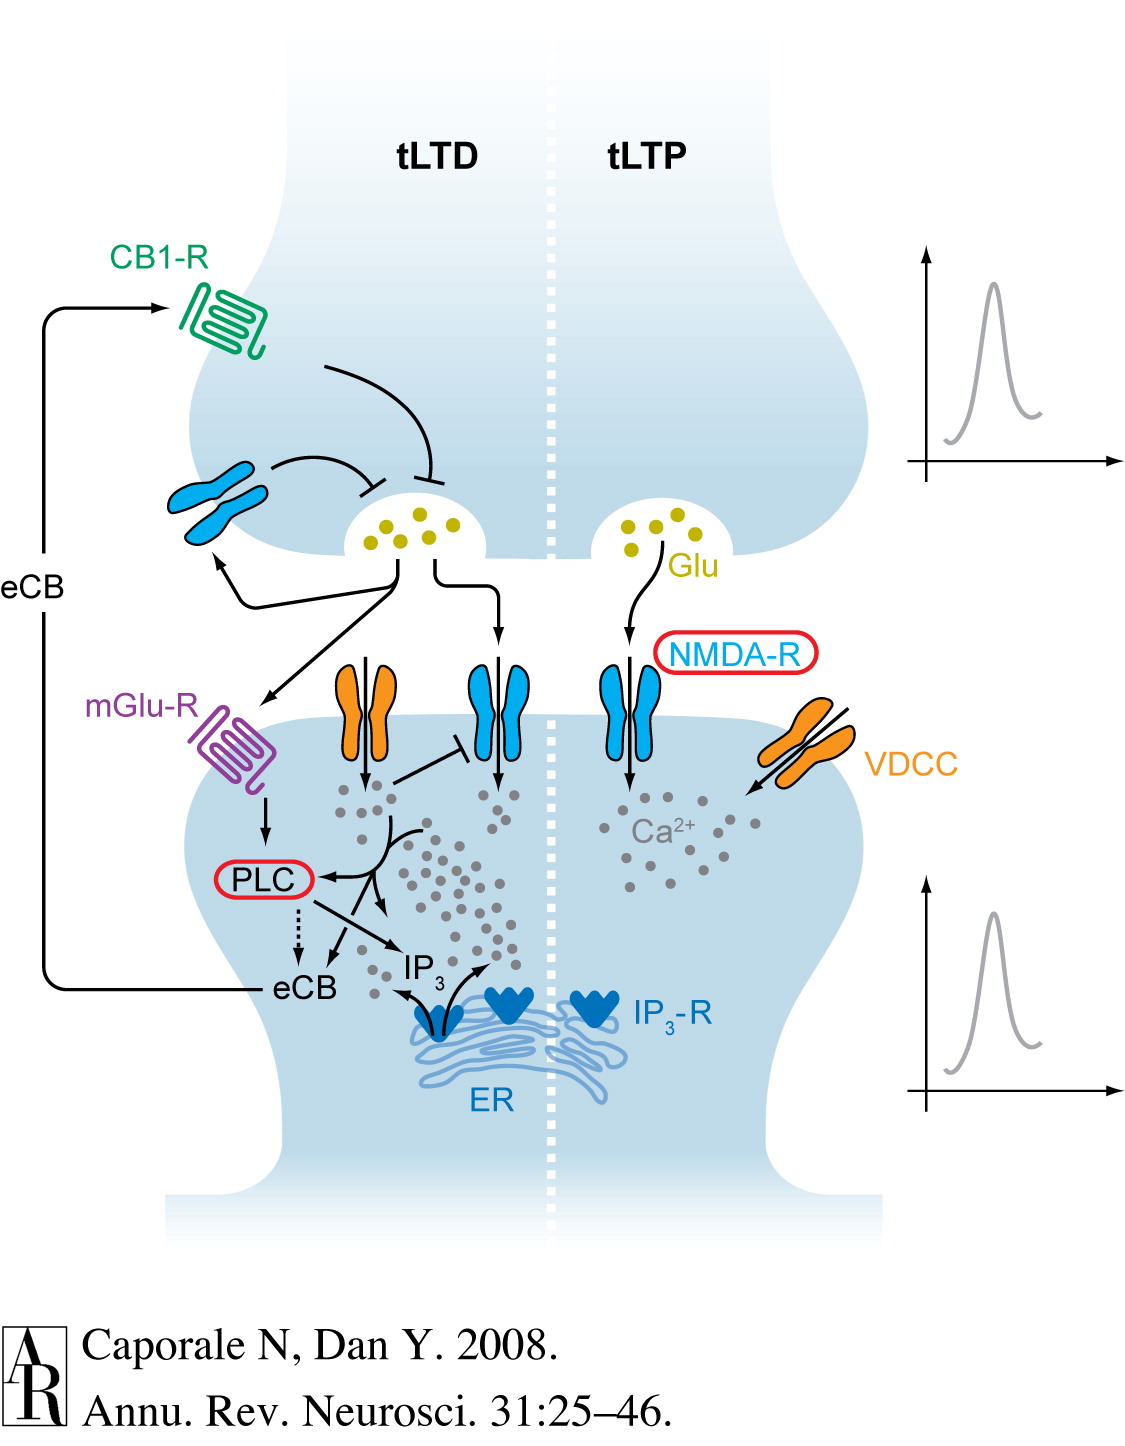 tLTD
tLTP
CB1-R
Glu
eCB
NMDA-R
mGlu-R
VDCC
Ca2+
PLC
IP3
eCB
IP3-R
ER
AR
Caporale N, Dan Y. 2008.
Annu. Rev. Neurosci. 31:25–46.